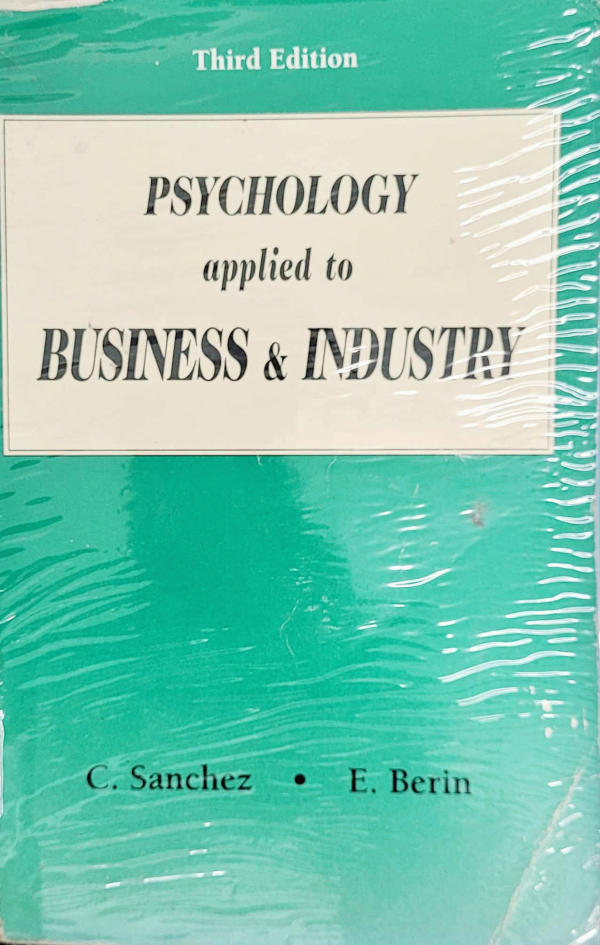 Third Edition
PSYCHOLOGY
applied to
BUSINESS & INDUSTRY
C. Sanchez • E. Berin